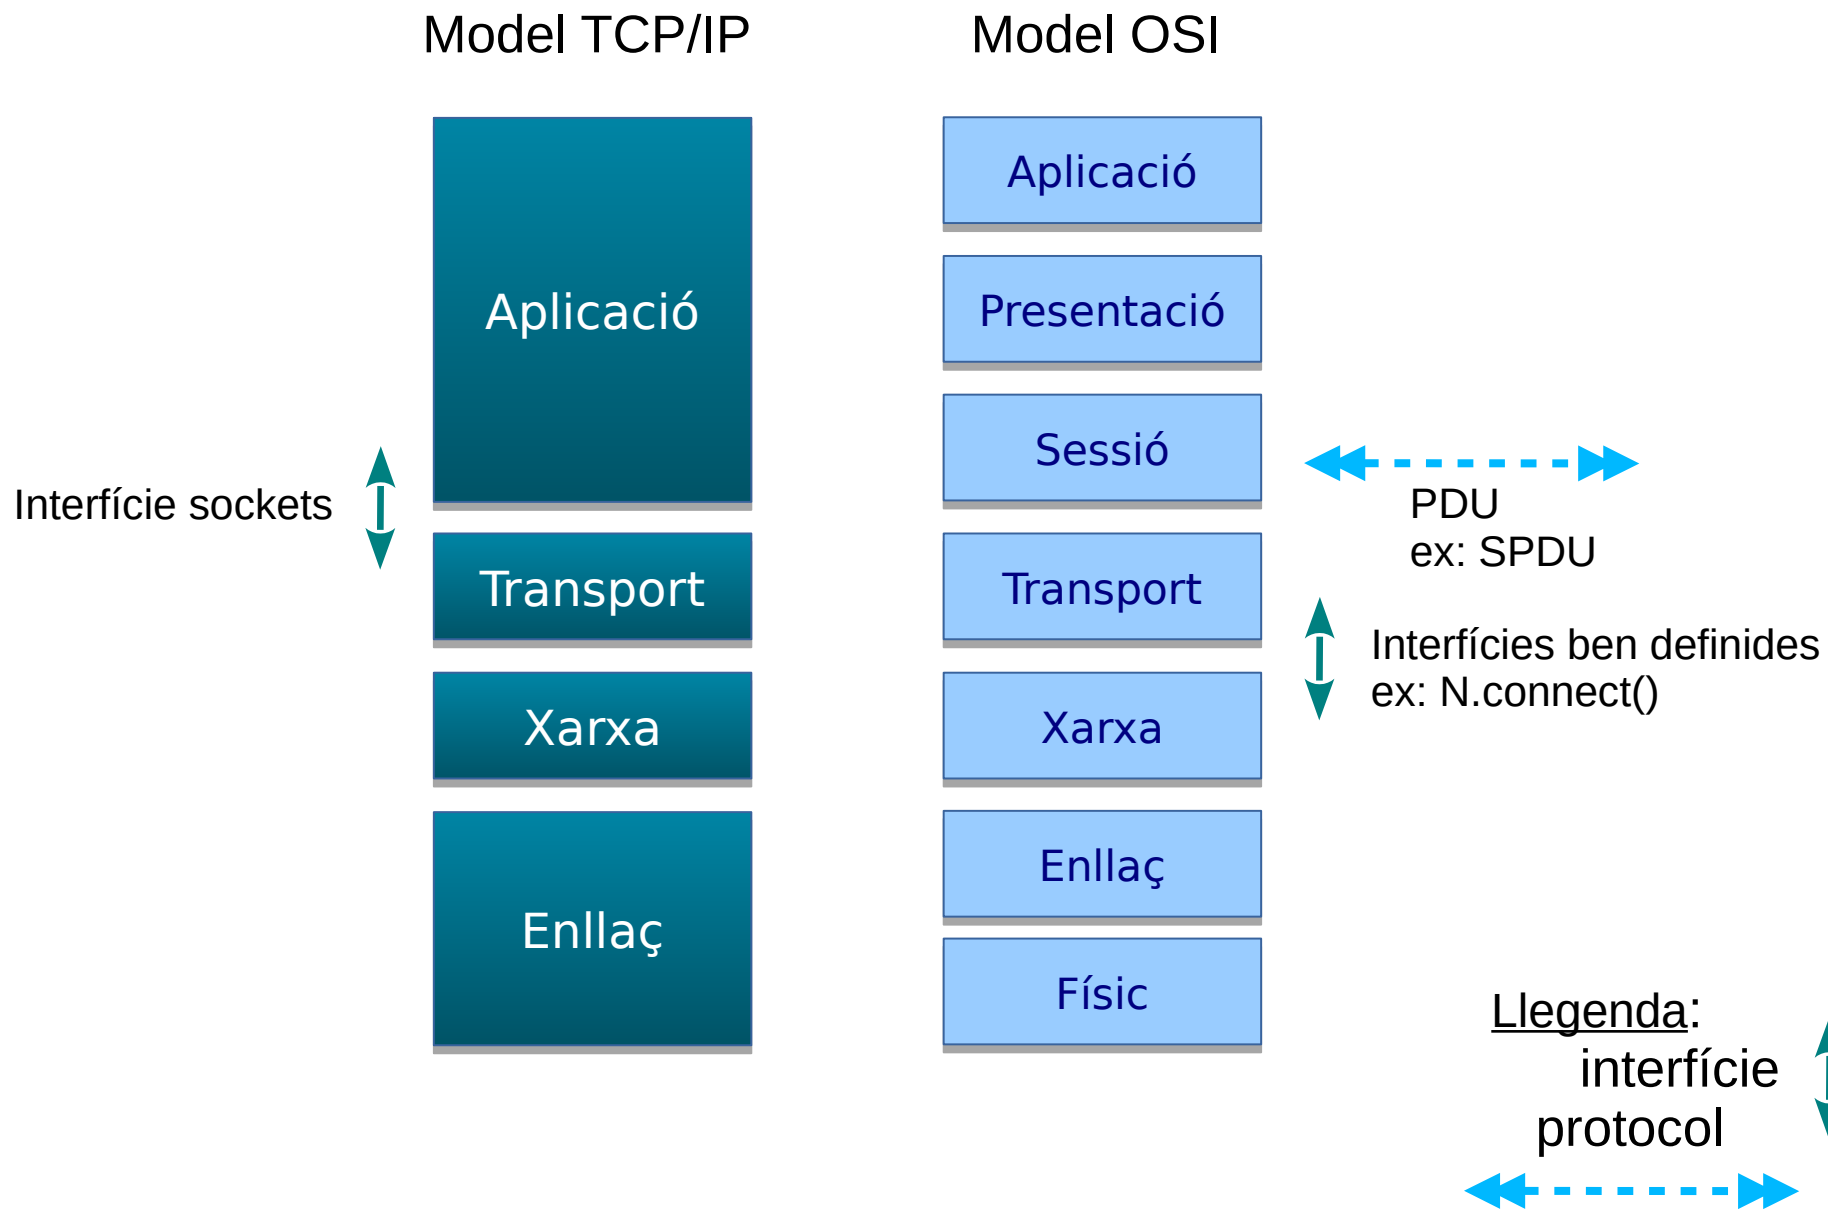 Model TCP/IP
Model OSI
Aplicació
Transport
Xarxa
Enllaç
Interfície sockets
Aplicació
Presentació
Sessió
Transport
Xarxa
Enllaç
Físic
PDU
ex: SPDU
Interfícies ben definides
ex: N.connect()
Llegenda:
interfície
protocol